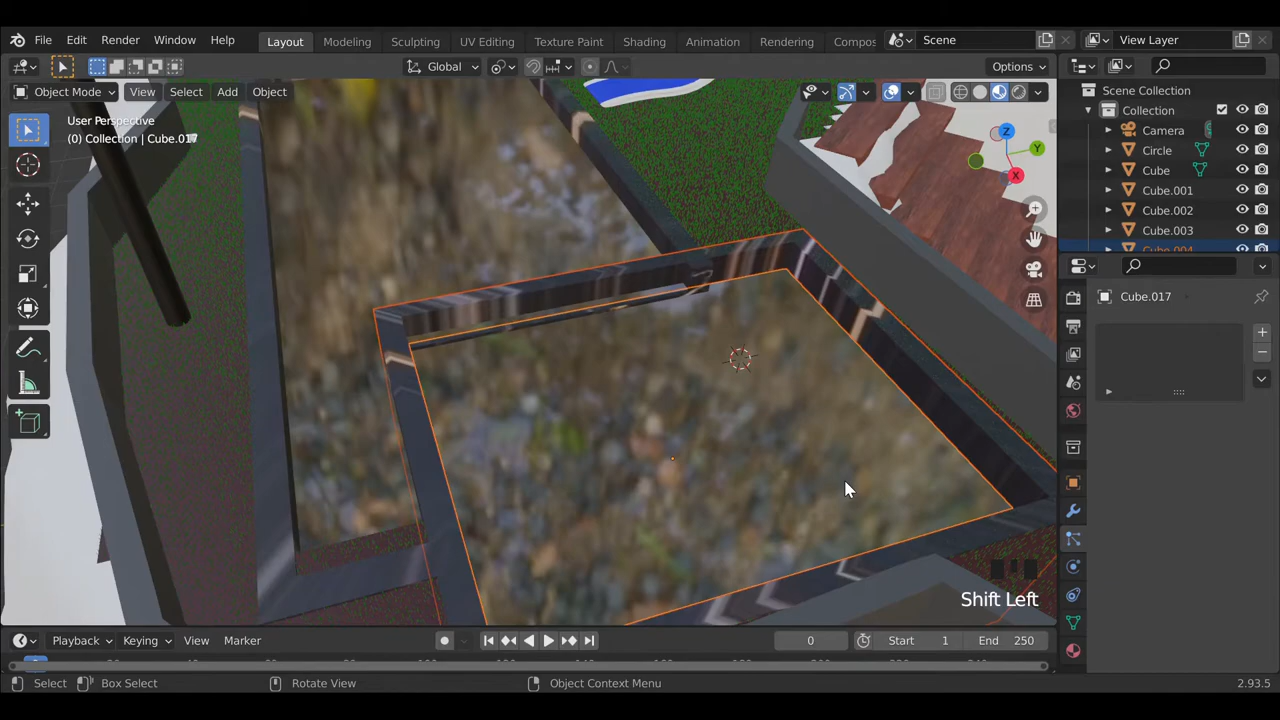 File Edit Render Window Help Layout Modeling Sculpting UV Editing Texture Paint Shading Animation Rendering Compos Scene View Layer
Global Options
Object Mode View Select Add Object
User Perspective
(0) Collection | Cube.017
Scene Collection
Collection
Camera
Circle
Cube
Cube.001
Cube.002
Cube.003
Cube.004
Z
Y
X
Cube.017
Shift Left
Playback Keying View Marker 0 Start 1 End 250
Select Box Select Rotate View Object Context Menu 2.93.5